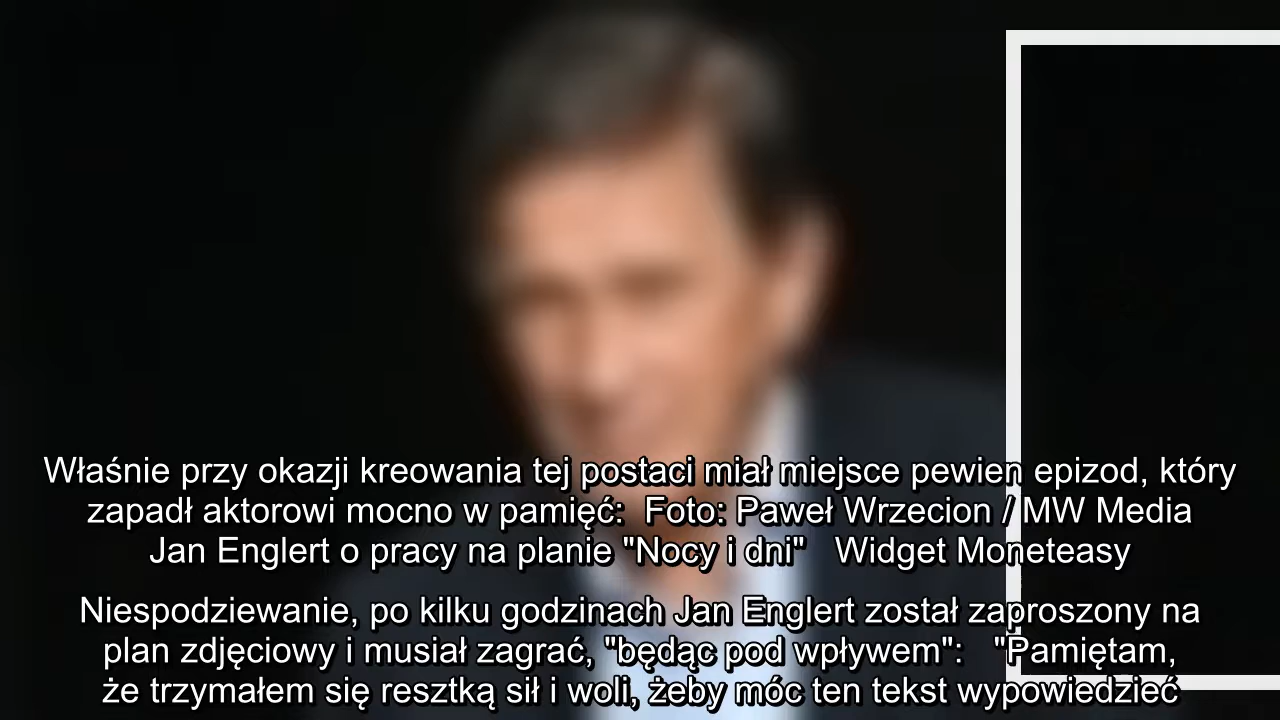 Właśnie przy okazji kreowania tej postaci miał miejsce pewien epizod, który
zapadł aktorowi mocno w pamięć:  Foto: Paweł Wrzecion / MW Media
Jan Englert o pracy na planie "Nocy i dni"   Widget Moneteasy
Niespodziewanie, po kilku godzinach Jan Englert został zaproszony na
plan zdjęciowy i musiał zagrać, "będąc pod wpływem":   "Pamiętam,
że trzymałem się resztką sił i woli, żeby móc ten tekst wypowiedzieć